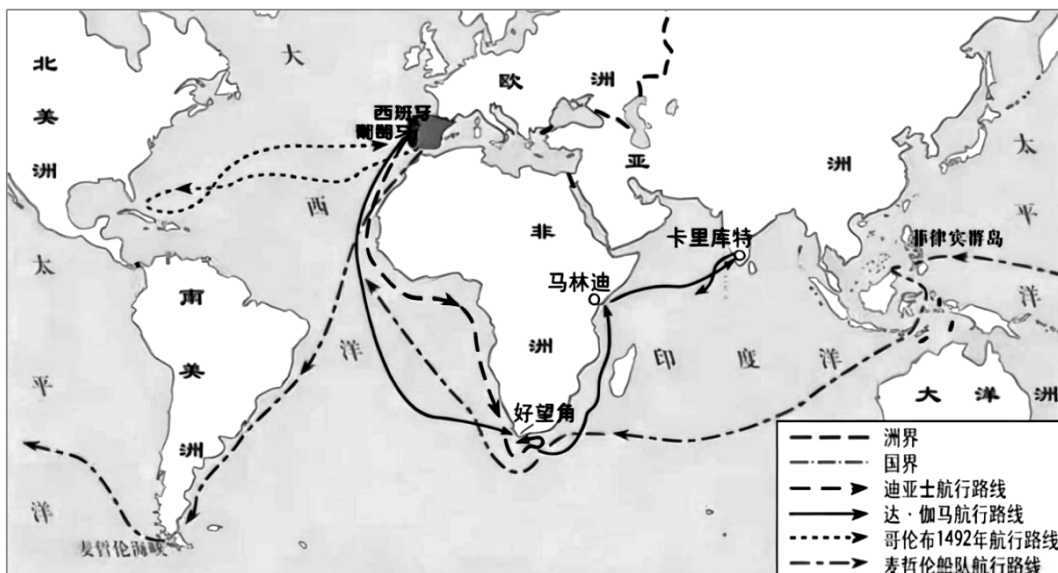 北美洲
大西洋
欧洲
亚洲
太平洋
西班牙
葡萄牙
非洲
马林迪
卡里库特
菲律宾群岛
太平洋
南美洲
印度洋
大洋洲
好望角
麦哲伦海峡
洲界
国界
迪亚士航行路线
达·伽马航行路线
哥伦布1492年航行路线
麦哲伦船队航行路线